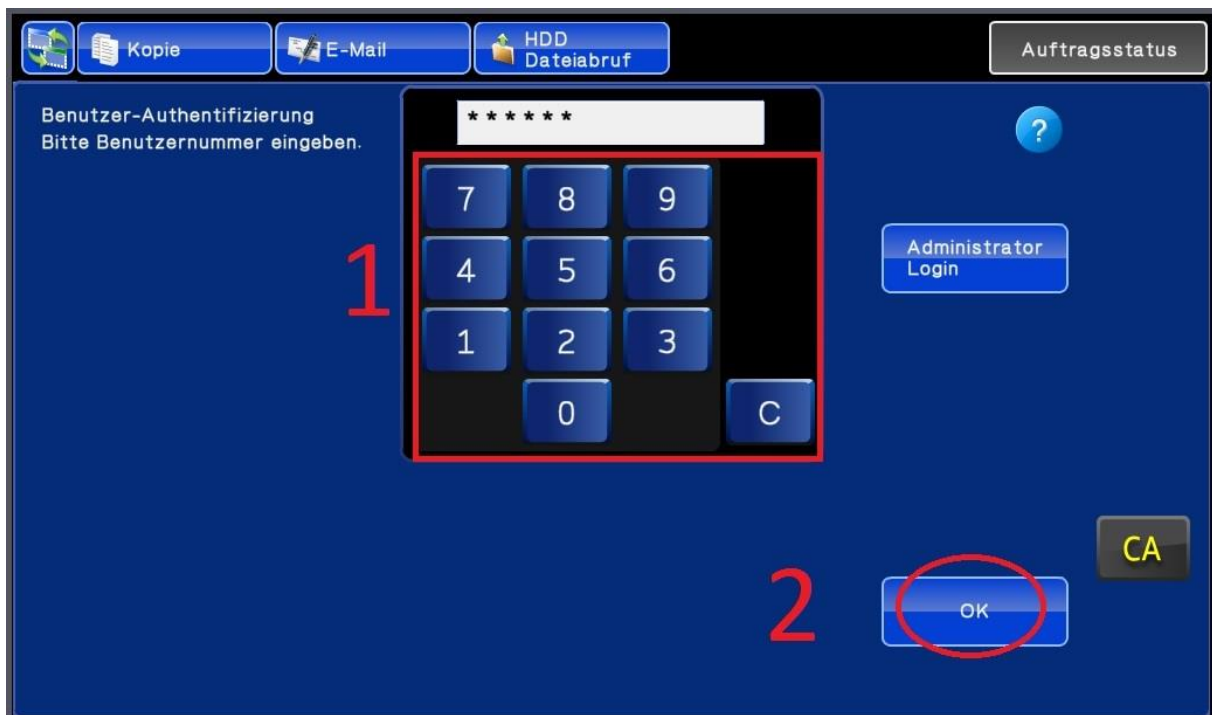 Kopie
E-Mail
HDD
Dateiabruf
Auftragsstatus
Benutzer-Authentifizierung
Bitte Benutzernummer eingeben.
******
?
7 8 9
Administrator
Login
1
4 5 6
1 2 3
0 C
CA
2
OK